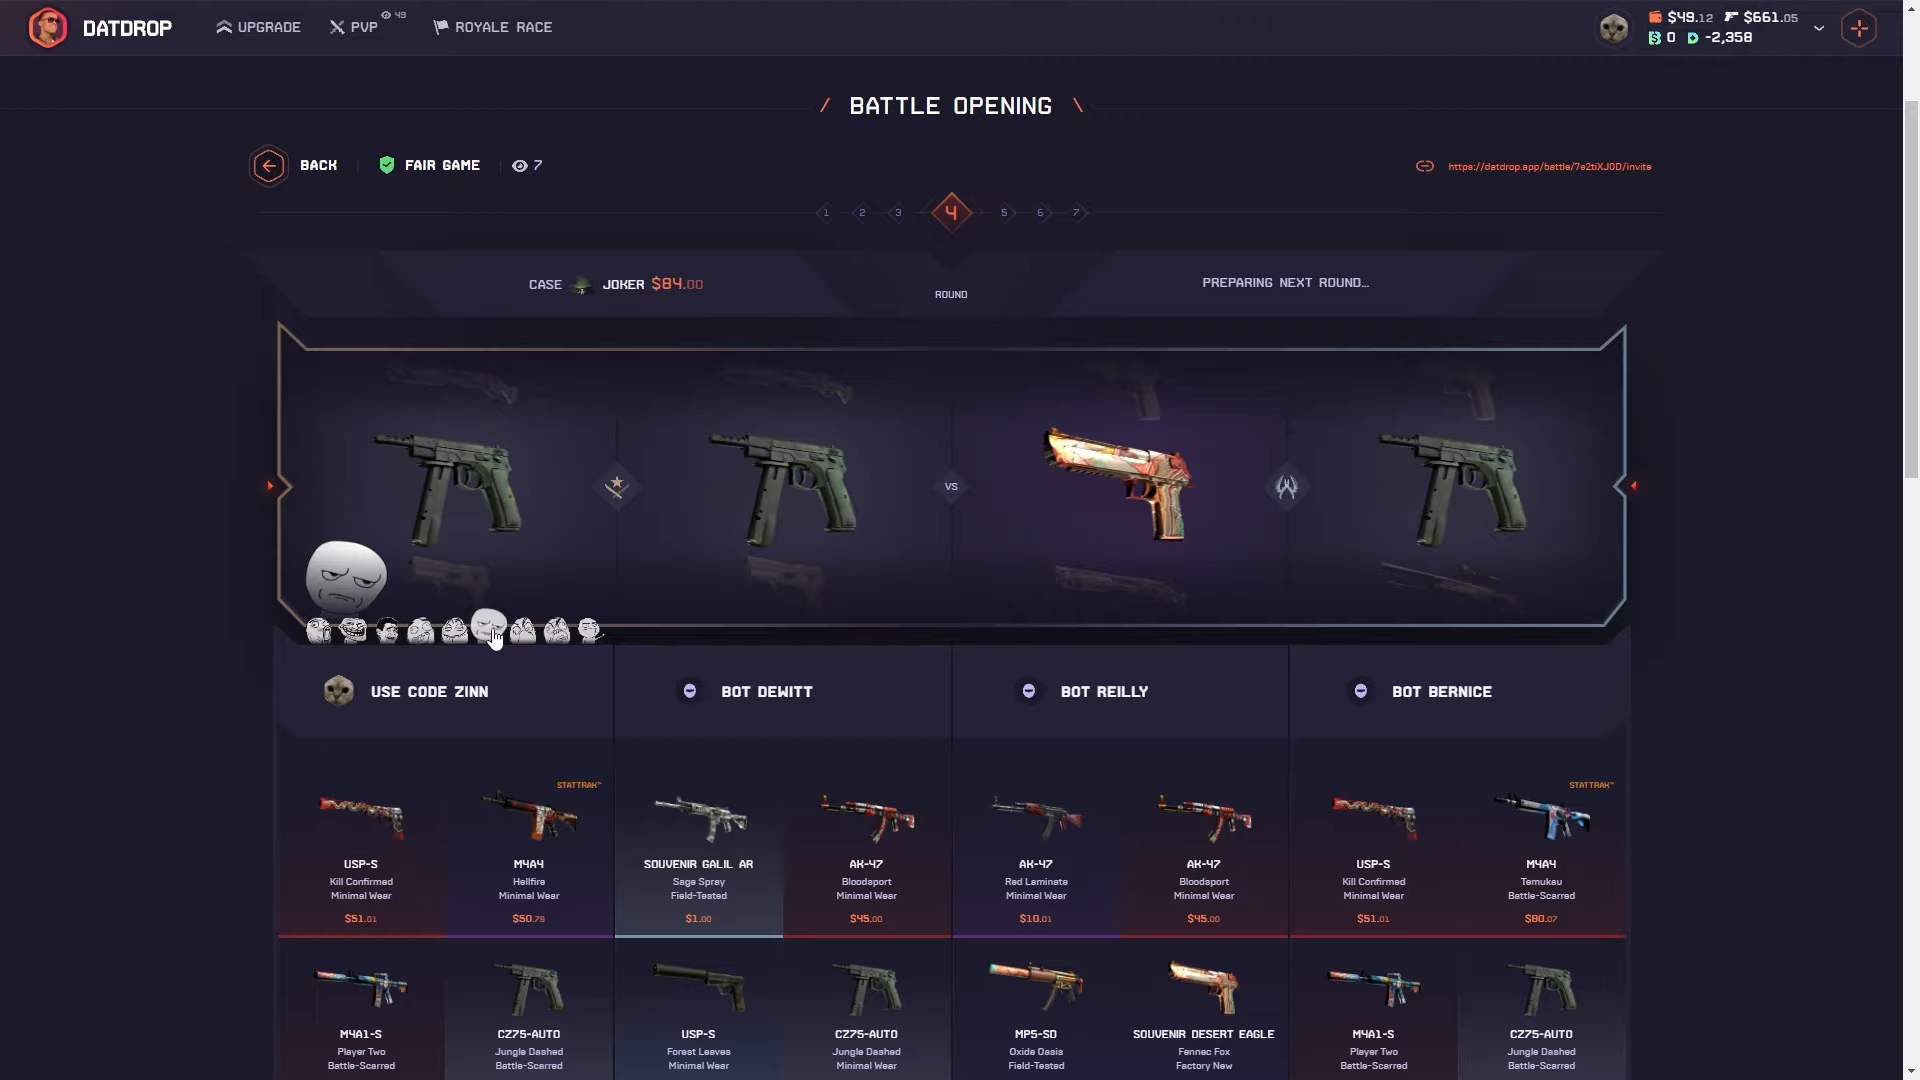 DATDROP
UPGRADE
PVP
49
ROYALE RACE
$49.12 $661.05
0 -2,358
/ BATTLE OPENING \
BACK FAIR GAME 7
https://datdrop.app/battle/7e2tiXJ0D/invite
1 2 3 4 5 6 7
CASE JOKER $84.00
ROUND
PREPARING NEXT ROUND...
VS
USE CODE ZINN
BOT DEWITT
BOT REILLY
BOT BERNICE
STATTRAK™
STATTRAK™
USP-S M4A4 SOUVENIR GALIL AR AK-47 AK-47 AK-47 USP-S M4A4
Kill Confirmed Hellfire Sage Spray Bloodsport Red Laminate Bloodsport Kill Confirmed Temukau
Minimal Wear Minimal Wear Field-Tested Minimal Wear Minimal Wear Minimal Wear Minimal Wear Battle-Scarred
$51.01 $50.79 $1.00 $45.00 $10.01 $45.00 $51.01 $80.07
M4A1-S CZ75-AUTO USP-S CZ75-AUTO MP5-SD SOUVENIR DESERT EAGLE M4A1-S CZ75-AUTO
Player Two Jungle Dashed Forest Leaves Jungle Dashed Oxide Oasis Fennec Fox Player Two Jungle Dashed
Battle-Scarred Battle-Scarred Minimal Wear Minimal Wear Field-Tested Factory New Battle-Scarred Battle-Scarred